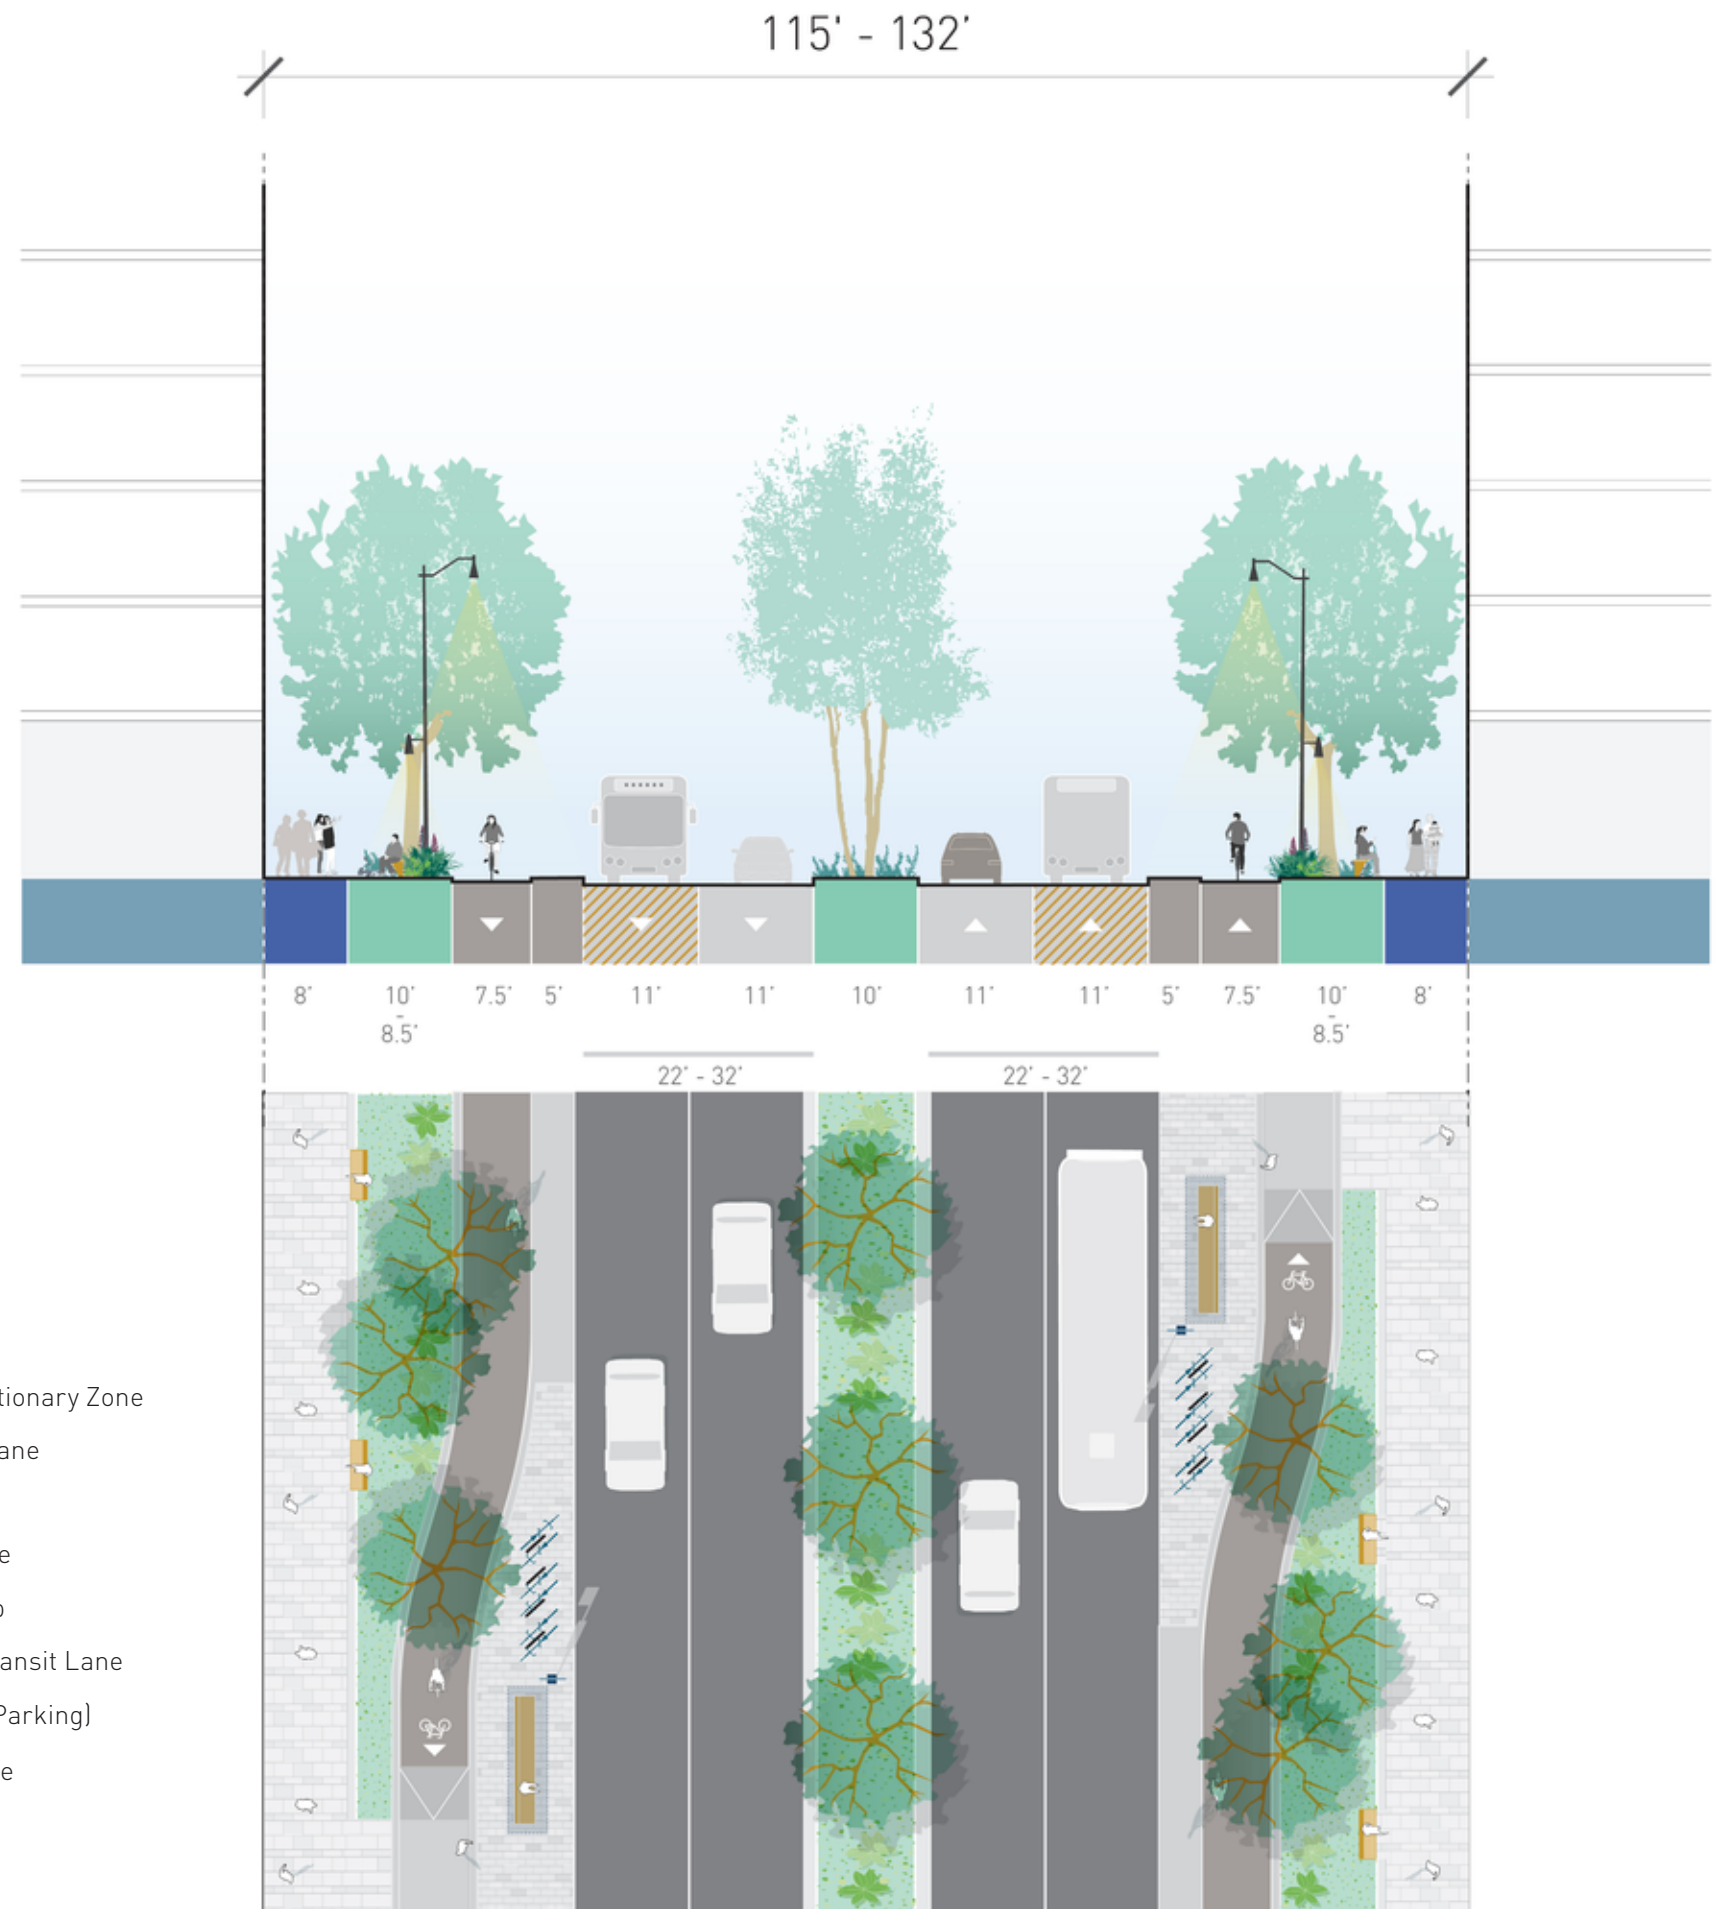 115' - 132'
8' 10' 7.5' 5' 11' 11' 10' 11' 11' 5' 7.5' 10' 8'
- -
8.5' 8.5'
22' - 32' 22' - 32'
tionary Zone
ane
e
o
ansit Lane
Parking)
e